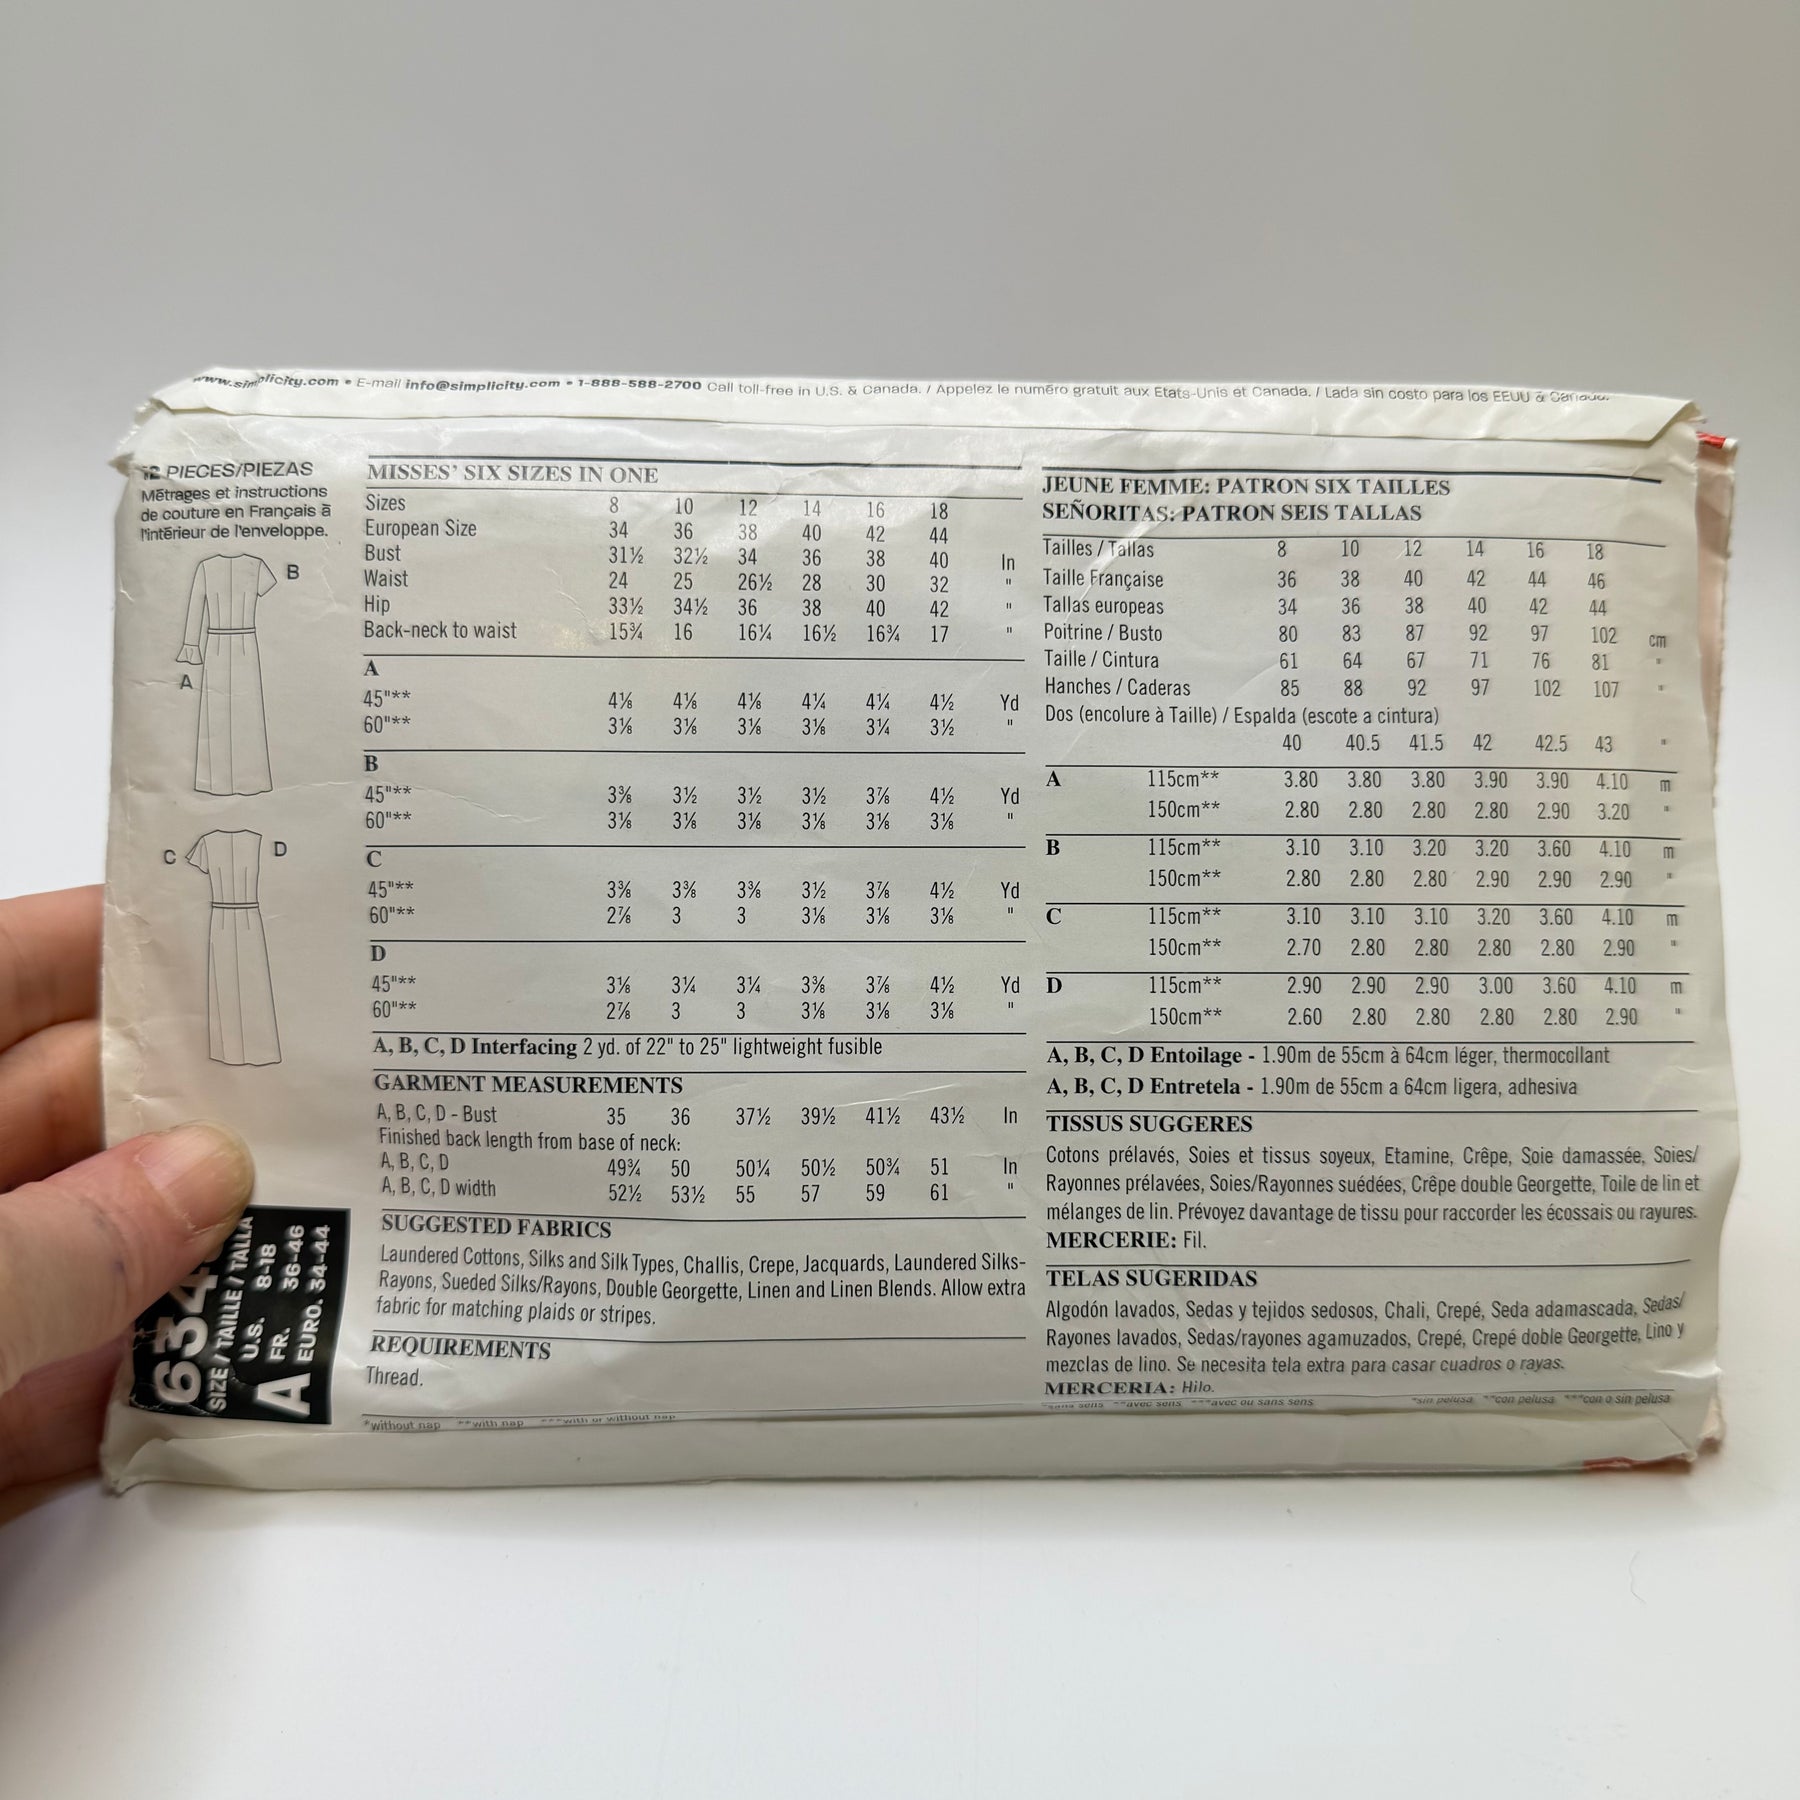 www.simplicity.com • E-mail info@simplicity.com • 1-888-588-2700 Call toll-free in U.S. & Canada. / Appelez le numéro gratuit aux Etats-Unis et Canada. / Lada sin costo para los EEUU & Canadá.
12 PIECES/PIEZAS
Métrages et instructions
de couture en Français à
l'intérieur de l'enveloppe.
B
A
C D
MISSES' SIX SIZES IN ONE
Sizes 8 10 12 14 16 18
European Size 34 36 38 40 42 44
Bust 31½ 32½ 34 36 38 40 In
Waist 24 25 26½ 28 30 32 "
Hip 33½ 34½ 36 38 40 42 "
Back-neck to waist 15¾ 16 16¼ 16½ 16¾ 17 "
A
45"** 4⅛ 4⅛ 4⅛ 4¼ 4¼ 4½ Yd
60"** 3⅛ 3⅛ 3⅛ 3⅛ 3¼ 3½ "
B
45"** 3⅜ 3½ 3½ 3½ 3⅞ 4½ Yd
60"** 3⅛ 3⅛ 3⅛ 3⅛ 3⅛ 3⅛ "
C
45"** 3⅜ 3⅜ 3⅜ 3½ 3⅞ 4½ Yd
60"** 2⅞ 3 3 3⅛ 3⅛ 3⅛ "
D
45"** 3⅛ 3¼ 3¼ 3⅜ 3⅞ 4½ Yd
60"** 2⅞ 3 3 3⅛ 3⅛ 3⅛ "
A, B, C, D Interfacing 2 yd. of 22" to 25" lightweight fusible
GARMENT MEASUREMENTS
A, B, C, D - Bust 35 36 37½ 39½ 41½ 43½ In
Finished back length from base of neck:
A, B, C, D 49¾ 50 50¼ 50½ 50¾ 51 In
A, B, C, D width 52½ 53½ 55 57 59 61 "
SUGGESTED FABRICS
Laundered Cottons, Silks and Silk Types, Challis, Crepe, Jacquards, Laundered Silks-
Rayons, Sueded Silks/Rayons, Double Georgette, Linen and Linen Blends. Allow extra
fabric for matching plaids or stripes.
REQUIREMENTS
Thread.
*without nap **with nap ***with or without nap
JEUNE FEMME: PATRON SIX TAILLES
SEÑORITAS: PATRON SEIS TALLAS
Tailles / Tallas 8 10 12 14 16 18
Taille Française 36 38 40 42 44 46
Tallas europeas 34 36 38 40 42 44
Poitrine / Busto 80 83 87 92 97 102 cm
Taille / Cintura 61 64 67 71 76 81 "
Hanches / Caderas 85 88 92 97 102 107 "
Dos (encolure à Taille) / Espalda (escote a cintura)
40 40.5 41.5 42 42.5 43 "
A 115cm** 3.80 3.80 3.80 3.90 3.90 4.10 m
150cm** 2.80 2.80 2.80 2.80 2.90 3.20 "
B 115cm** 3.10 3.10 3.20 3.20 3.60 4.10 m
150cm** 2.80 2.80 2.80 2.90 2.90 2.90 "
C 115cm** 3.10 3.10 3.10 3.20 3.60 4.10 m
150cm** 2.70 2.80 2.80 2.80 2.80 2.90 "
D 115cm** 2.90 2.90 2.90 3.00 3.60 4.10 m
150cm** 2.60 2.80 2.80 2.80 2.80 2.90 "
A, B, C, D Entoilage - 1.90m de 55cm à 64cm léger, thermocollant
A, B, C, D Entretela - 1.90m de 55cm a 64cm ligera, adhesiva
TISSUS SUGGERES
Cotons prélavés, Soies et tissus soyeux, Etamine, Crêpe, Soie damassée, Soies/
Rayonnes prélavées, Soies/Rayonnes suédées, Crêpe double Georgette, Toile de lin et
mélanges de lin. Prévoyez davantage de tissu pour raccorder les écossais ou rayures.
MERCERIE: Fil.
TELAS SUGERIDAS
Algodón lavados, Sedas y tejidos sedosos, Chali, Crepé, Seda adamascada, Sedas/
Rayones lavados, Sedas/rayones agamuzados, Crepé, Crepé doble Georgette, Lino y
mezclas de lino. Se necesita tela extra para casar cuadros o rayas.
MERCERIA: Hilo.
*sans sens **avec sens ***avec ou sans sens *sin pelusa **con pelusa ***con o sin pelusa
634
SIZE / TAILLE / TALLA
U.S. 8-18
FR. 36-46
EURO. 34-44
A